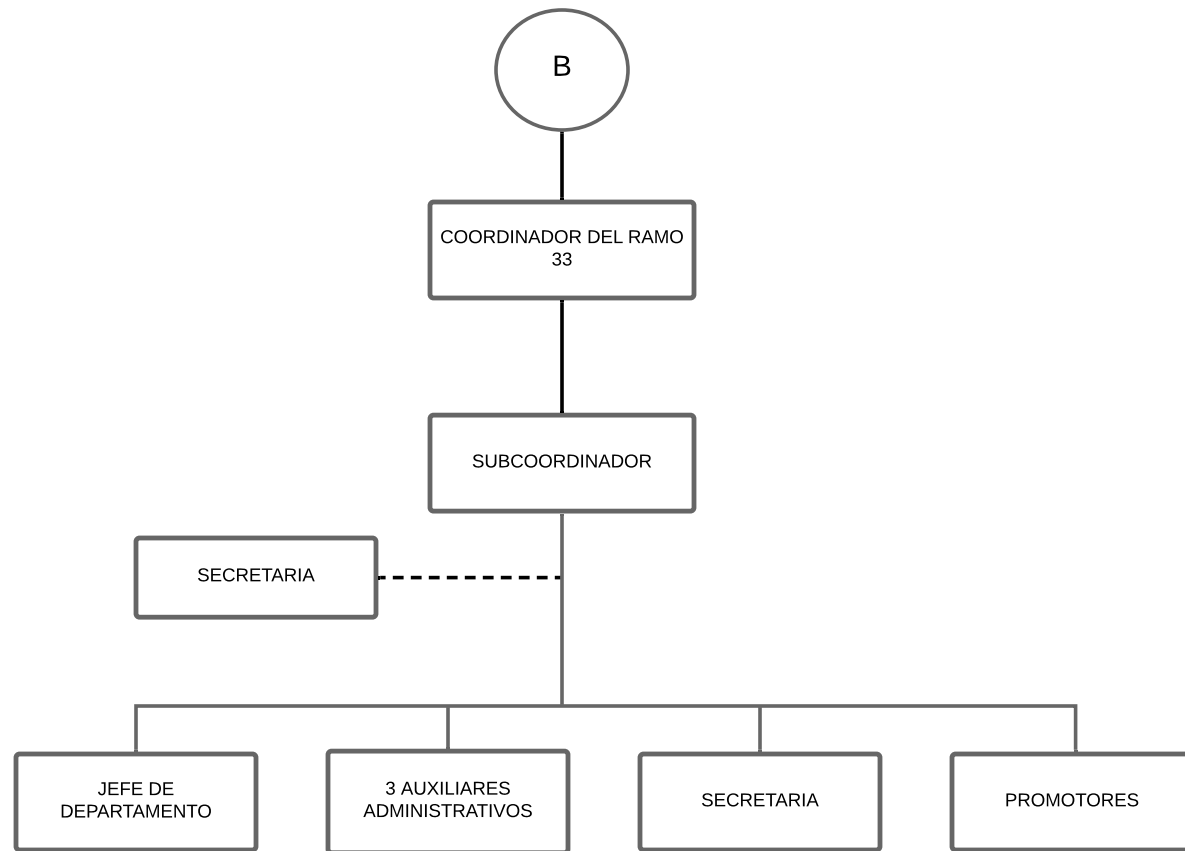 B
COORDINADOR DEL RAMO
33
SUBCOORDINADOR
SECRETARIA
JEFE DE
DEPARTAMENTO
3 AUXILIARES
ADMINISTRATIVOS
SECRETARIA
PROMOTORES